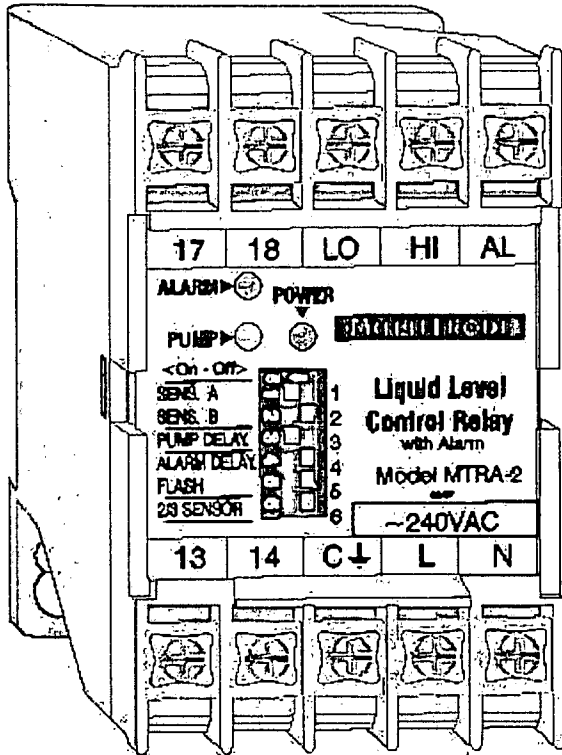 17 18 LO HI AL
ALARM
POWER
PUMP
<On - Off>
SENS. A
SENS. B
PUMP DELAY
ALARM DELAY
FLASH
2/3 SENSOR
1
2
3
4
5
6
Liquid Level
Control Relay
with Alarm
Model MTRA-2
~240VAC
13 14 C L N